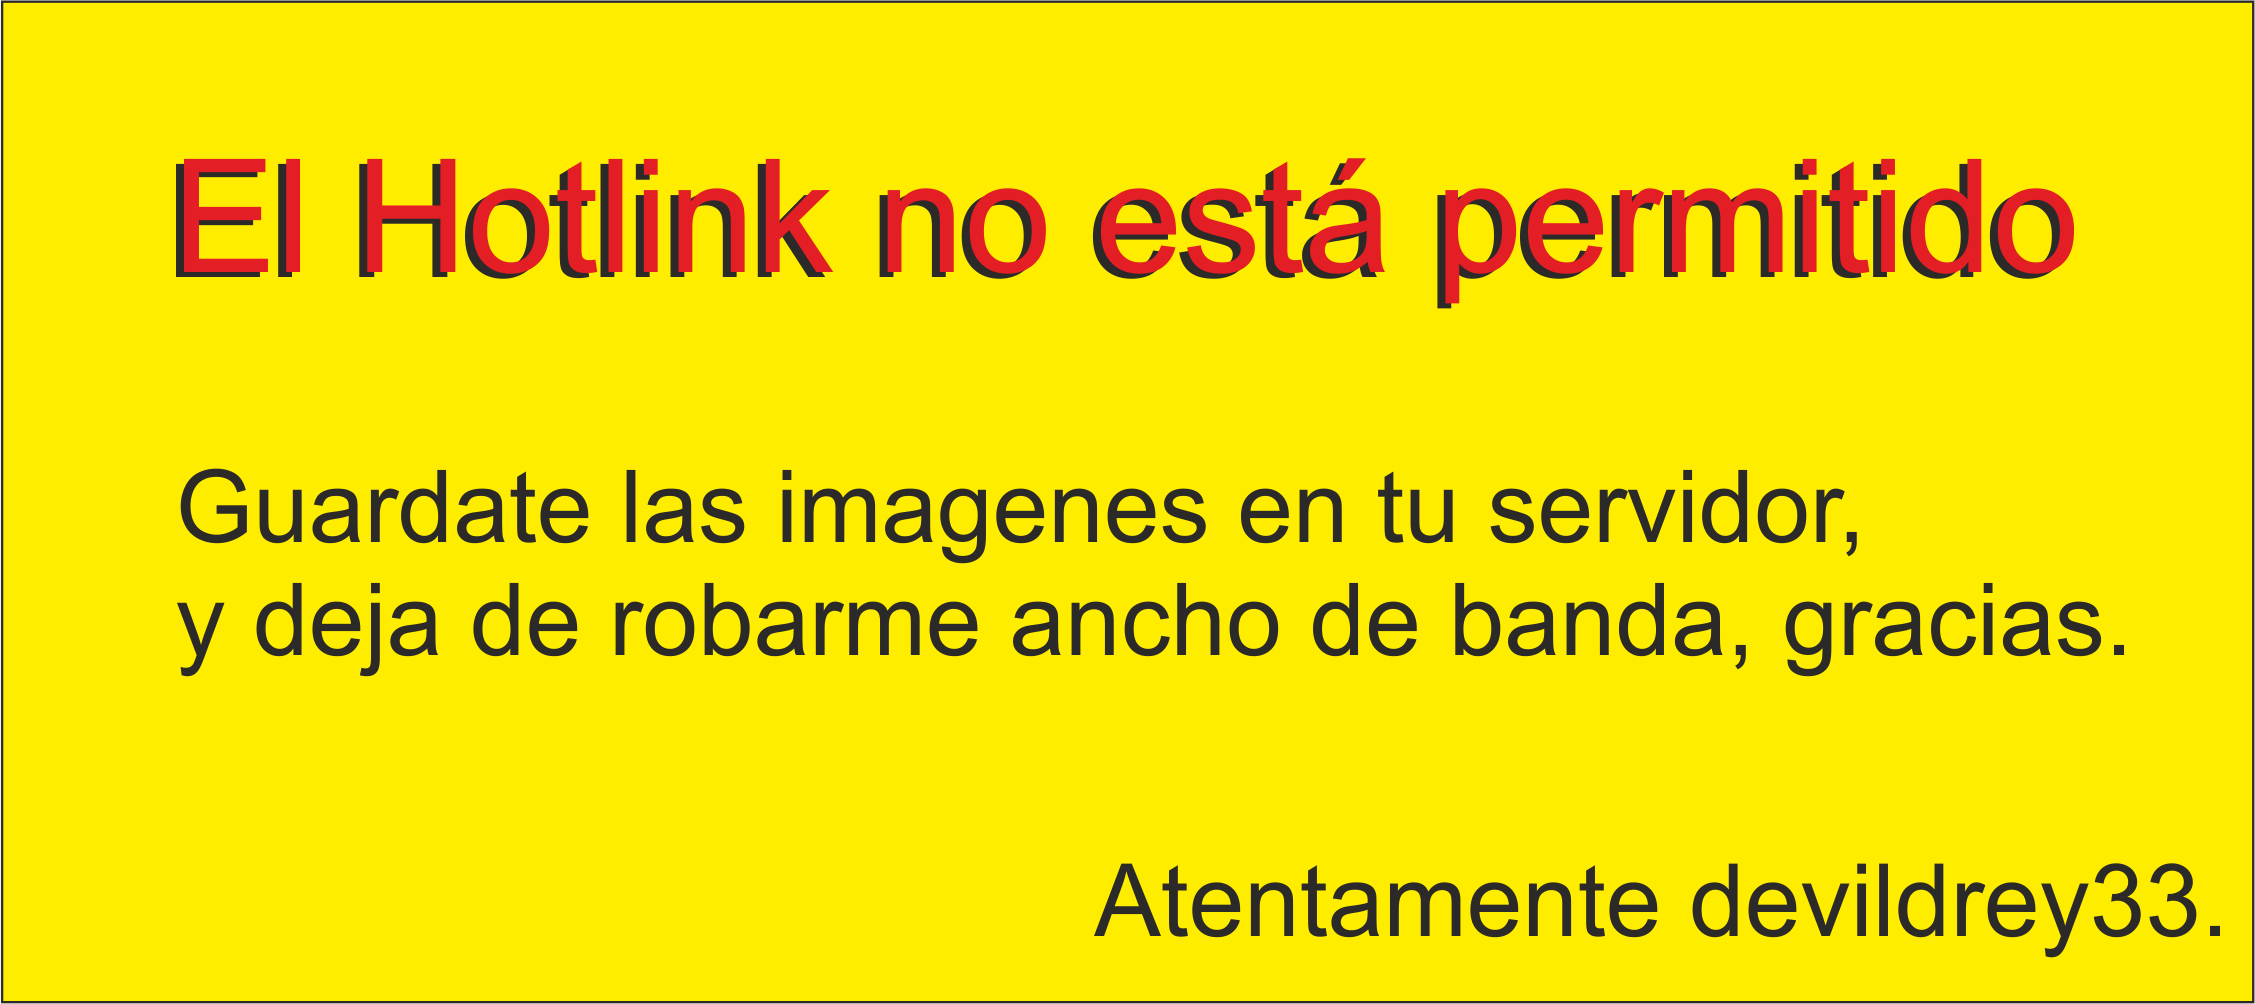 El Hotlink no está permitido
Guardate las imagenes en tu servidor,
y deja de robarme ancho de banda, gracias.
Atentamente devildrey33.